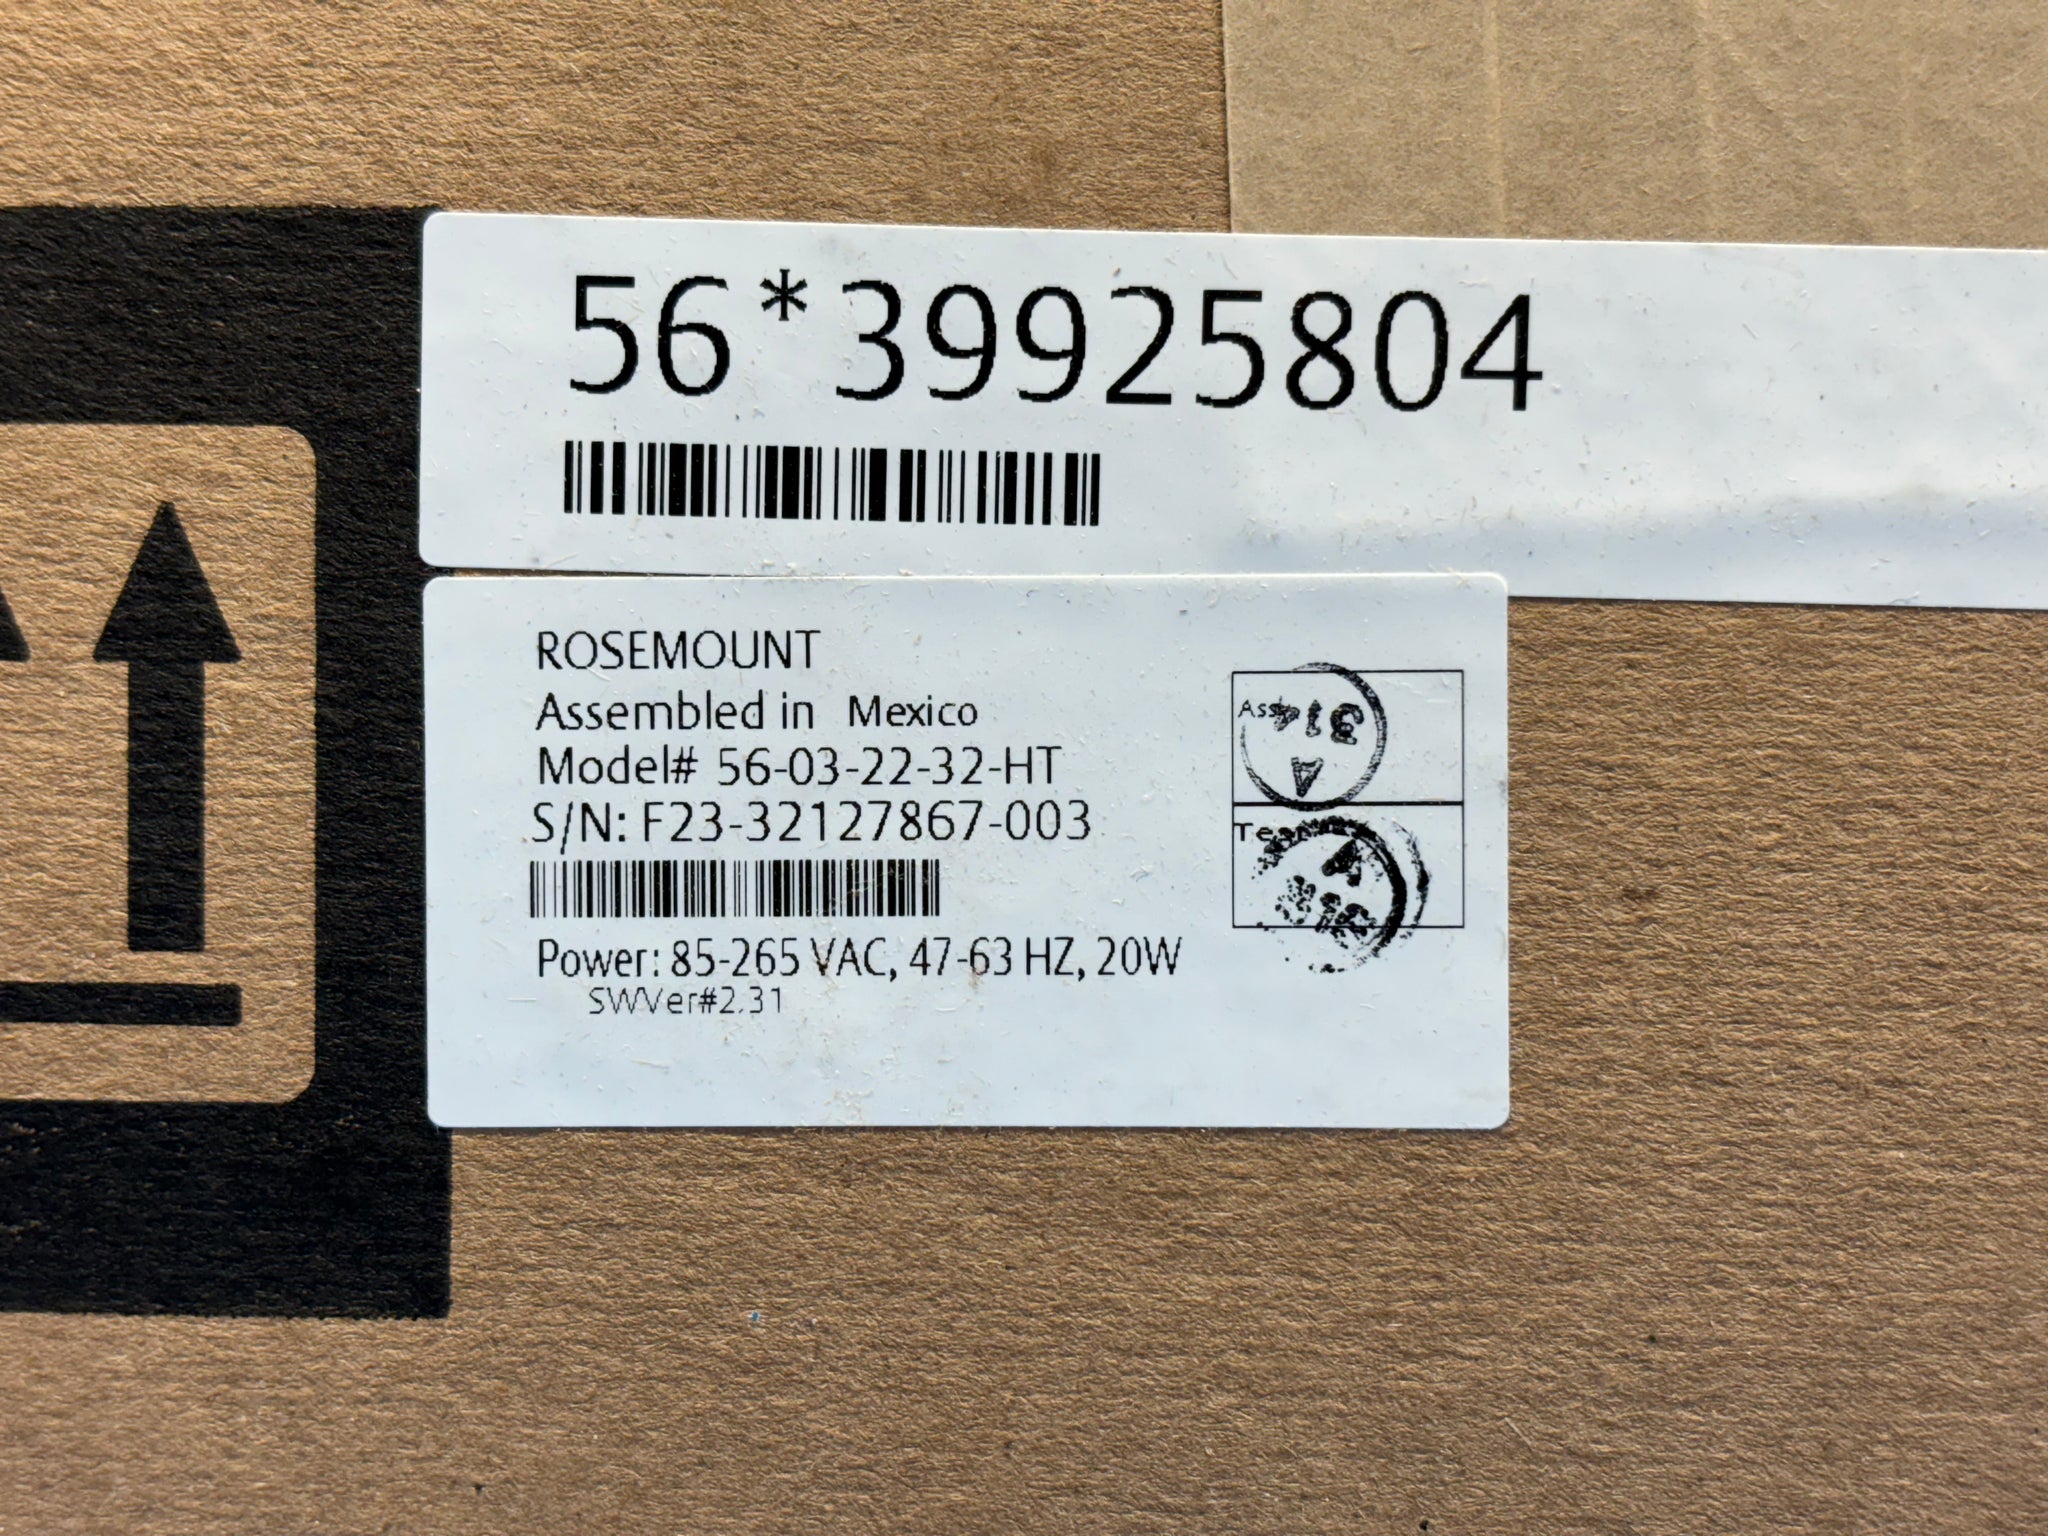 56*39925804
ROSEMOUNT
Assembled in Mexico
Model# 56-03-22-32-HT
S/N: F23-32127867-003
Power: 85-265 VAC, 47-63 HZ, 20W
SWVer#2.31
314
A
A